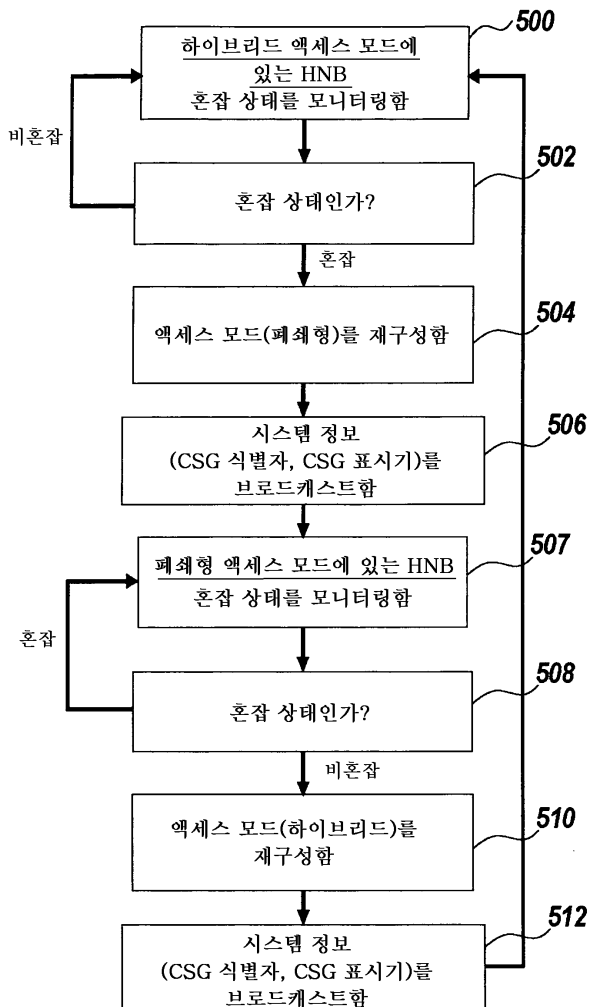 하이브리드 액세스 모드에
있는 HNB
혼잡 상태를 모니터링함
500
비혼잡
혼잡 상태인가?
502
혼잡
액세스 모드(폐쇄형)를 재구성함
504
시스템 정보
(CSG 식별자, CSG 표시기)를
브로드캐스트함
506
폐쇄형 액세스 모드에 있는 HNB
혼잡 상태를 모니터링함
507
혼잡
혼잡 상태인가?
508
비혼잡
액세스 모드(하이브리드)를
재구성함
510
시스템 정보
(CSG 식별자, CSG 표시기)를
브로드캐스트함
512